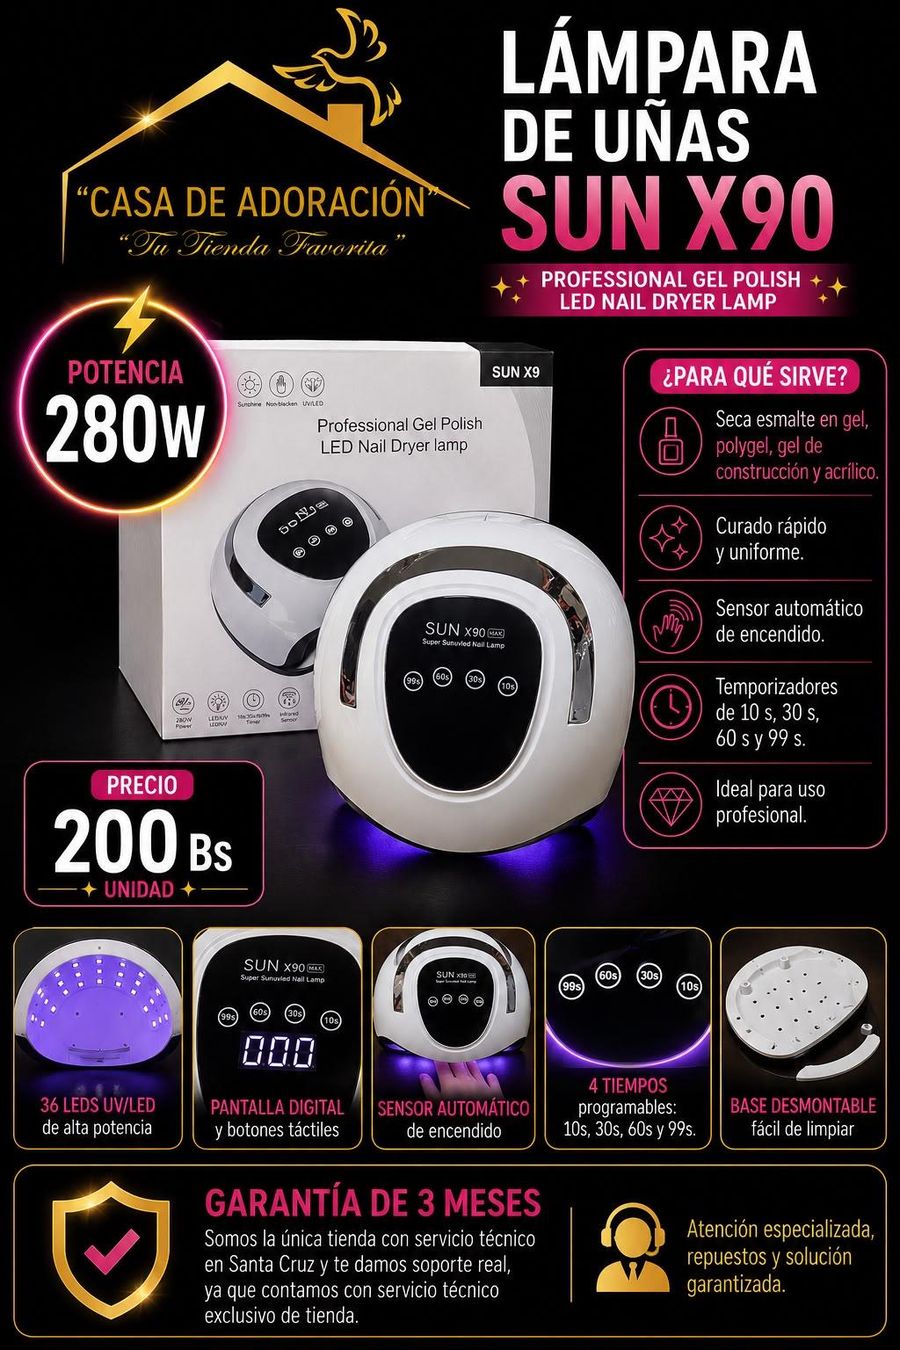 "CASA DE ADORACIÓN"
"Tu Tienda Favorita"
LÁMPARA
DE UÑAS
SUN X90
PROFESSIONAL GEL POLISH
LED NAIL DRYER LAMP
POTENCIA
280W
Sunshine Nonblacken UV/LED
SUN X9
Professional Gel Polish
LED Nail Dryer lamp
280W
Power
LED/UV
Timer
Infrared
Sensor
SUN X90 MAX
Super Sunuvled Nail Lamp
99s 60s 30s 10s
¿PARA QUÉ SIRVE?
Seca esmalte en gel,
polygel, gel de
construcción y acrílico.
Curado rápido
y uniforme.
Sensor automático
de encendido.
Temporizadores
de 10 s, 30 s,
60 s y 99 s.
Ideal para uso
profesional.
PRECIO
200 Bs
UNIDAD
36 LEDS UV/LED
de alta potencia
SUN X90 MAX
Super Sunuvled Nail Lamp
99s 60s 30s 10s
000
PANTALLA DIGITAL
y botones táctiles
SUN X90
Super Sunuvled Nail Lamp
SENSOR AUTOMÁTICO
de encendido
99s 60s 30s 10s
4 TIEMPOS
programables:
10s, 30s, 60s y 99s.
BASE DESMONTABLE
fácil de limpiar
GARANTÍA DE 3 MESES
Somos la única tienda con servicio técnico
en Santa Cruz y te damos soporte real,
ya que contamos con servicio técnico
exclusivo de tienda.
Atención especializada,
repuestos y solución
garantizada.